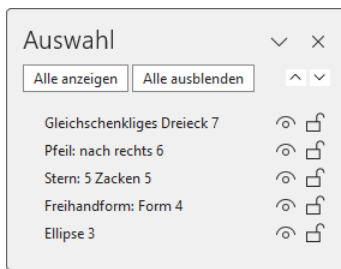 Auswahl
Alle anzeigen Alle ausblenden
Gleichschenkliges Dreieck 7
Pfeil: nach rechts 6
Stern: 5 Zacken 5
Freihandform: Form 4
Ellipse 3